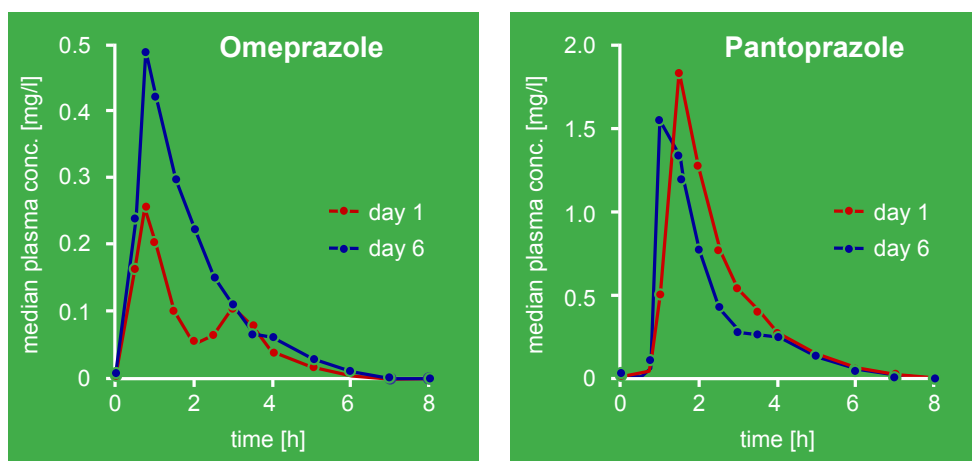 Omeprazole
median plasma conc. [mg/l]
0.5
0.4
0.3
0.2
0.1
0
0 2 4 6 8
time [h]
day 1
day 6
Pantoprazole
median plasma conc. [mg/l]
2.0
1.5
1.0
0.5
0
0 2 4 6 8
time [h]
day 1
day 6